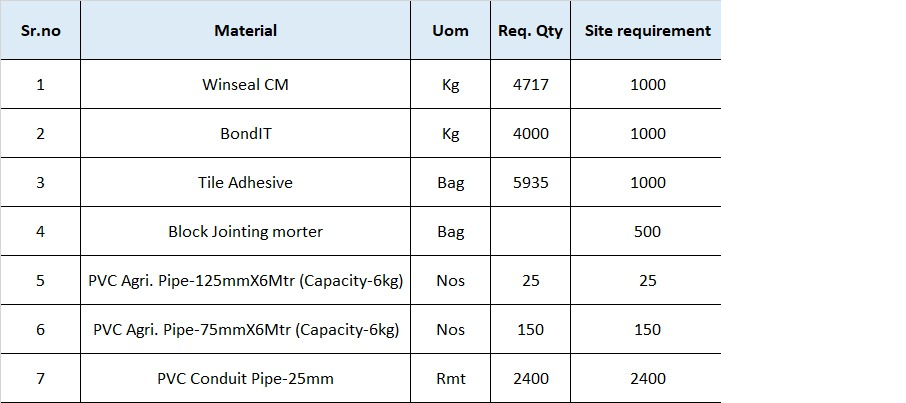 Sr.no Material Uom Req. Qty Site requirement
1 Winseal CM Kg 4717 1000
2 BondIT Kg 4000 1000
3 Tile Adhesive Bag 5935 1000
4 Block Jointing morter Bag 500
5 PVC Agri. Pipe-125mmX6Mtr (Capacity-6kg) Nos 25 25
6 PVC Agri. Pipe-75mmX6Mtr (Capacity-6kg) Nos 150 150
7 PVC Conduit Pipe-25mm Rmt 2400 2400